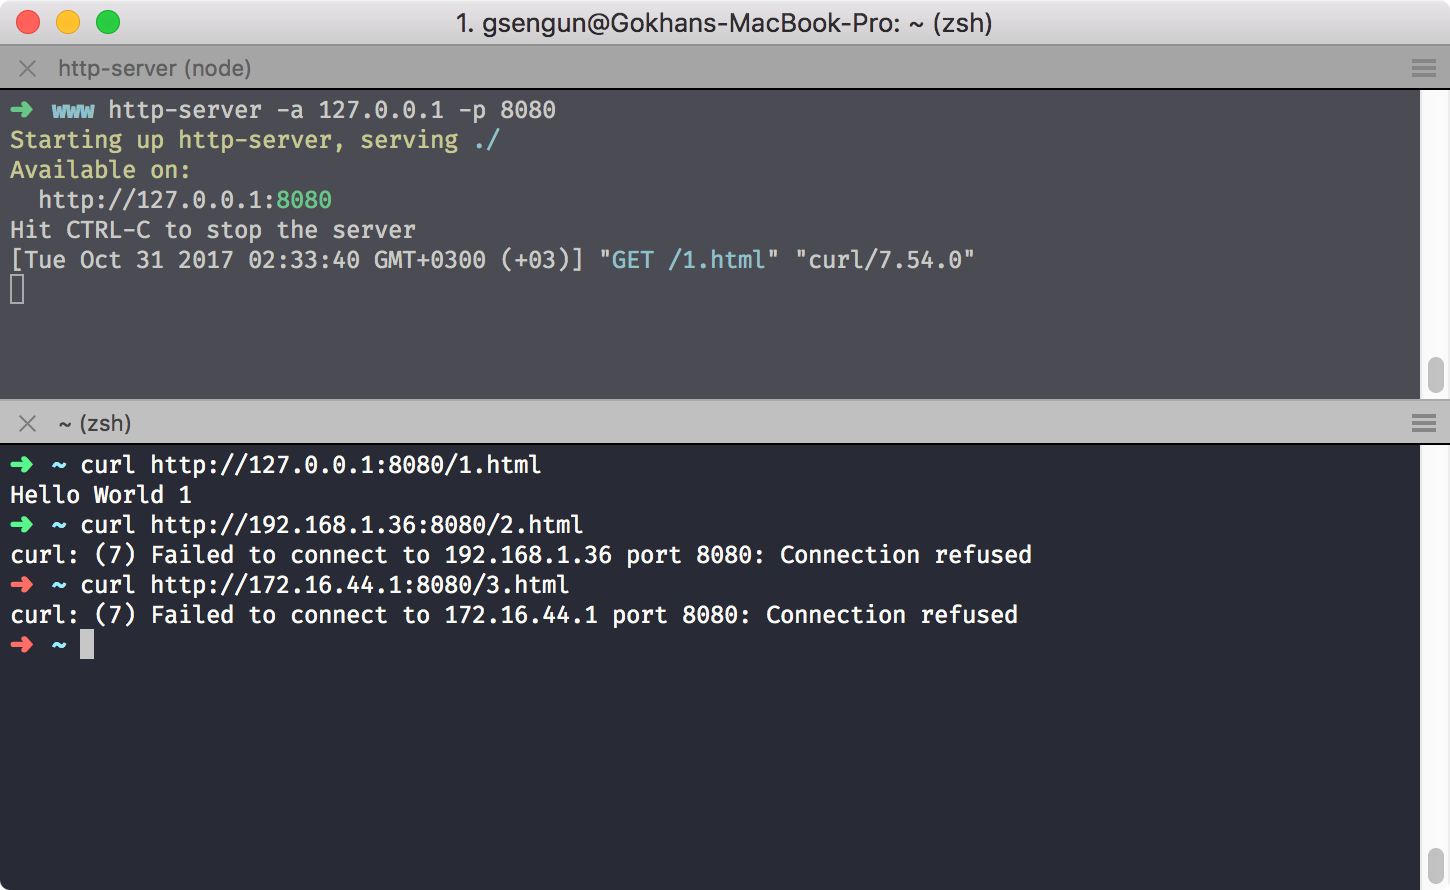 1. gsengun@Gokhans-MacBook-Pro: ~ (zsh)
http-server (node)
➜ www http-server -a 127.0.0.1 -p 8080
Starting up http-server, serving ./
Available on:
  http://127.0.0.1:8080
Hit CTRL-C to stop the server
[Tue Oct 31 2017 02:33:40 GMT+0300 (+03)] "GET /1.html" "curl/7.54.0"
~ (zsh)
➜ ~ curl http://127.0.0.1:8080/1.html
Hello World 1
➜ ~ curl http://192.168.1.36:8080/2.html
curl: (7) Failed to connect to 192.168.1.36 port 8080: Connection refused
➜ ~ curl http://172.16.44.1:8080/3.html
curl: (7) Failed to connect to 172.16.44.1 port 8080: Connection refused
➜ ~